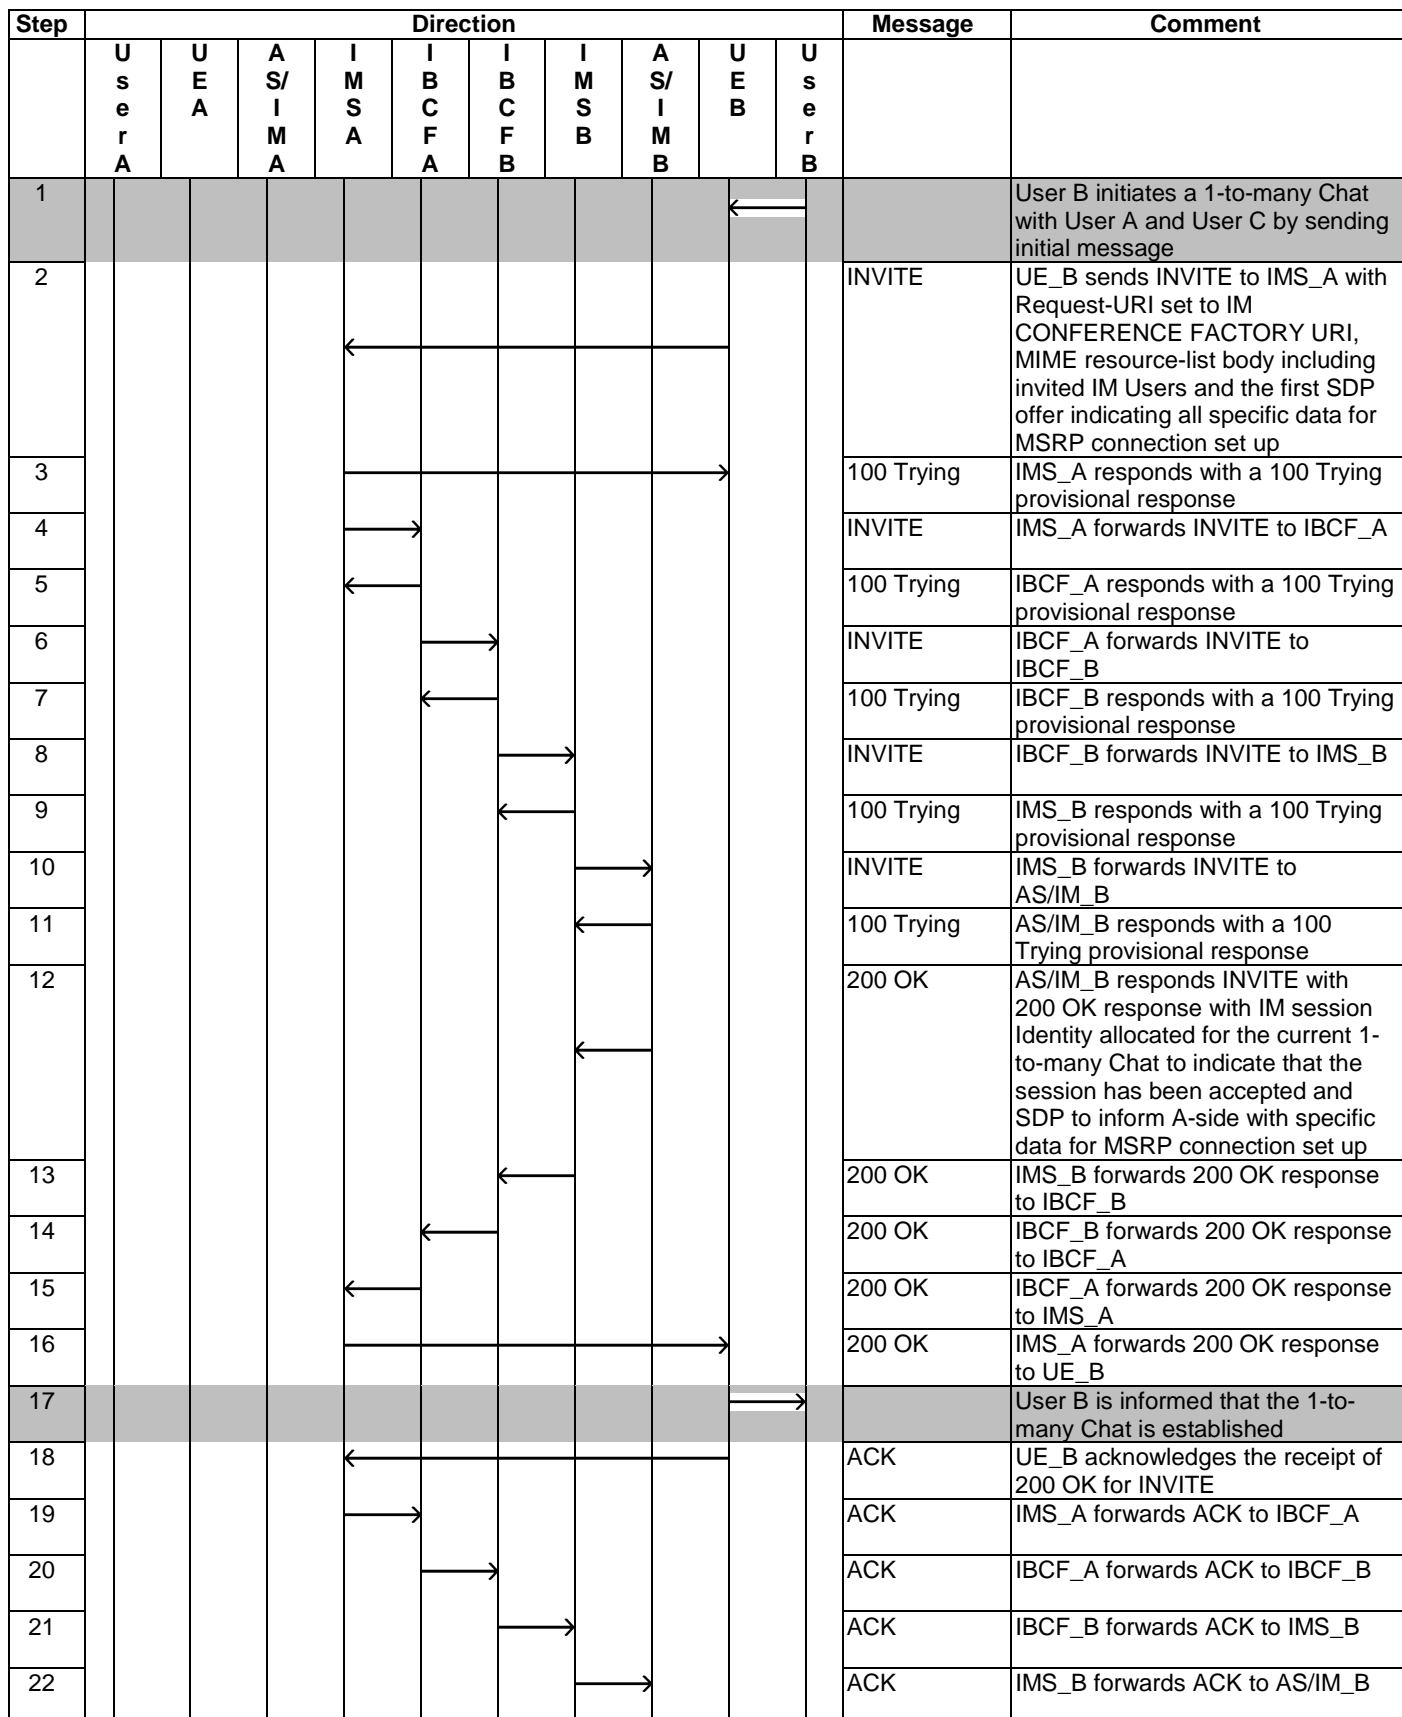 Step Direction Message Comment
U U A I I I I A U U
s E S/ M B B M S/ E s
e A I S C C S I B e
r M A F F B M r
A A A B B B
1 User B initiates a 1-to-many Chat
with User A and User C by sending
initial message
2 INVITE UE_B sends INVITE to IMS_A with
Request-URI set to IM
CONFERENCE FACTORY URI,
MIME resource-list body including
invited IM Users and the first SDP
offer indicating all specific data for
MSRP connection set up
3 100 Trying IMS_A responds with a 100 Trying
provisional response
4 INVITE IMS_A forwards INVITE to IBCF_A
5 100 Trying IBCF_A responds with a 100 Trying
provisional response
6 INVITE IBCF_A forwards INVITE to
IBCF_B
7 100 Trying IBCF_B responds with a 100 Trying
provisional response
8 INVITE IBCF_B forwards INVITE to IMS_B
9 100 Trying IMS_B responds with a 100 Trying
provisional response
10 INVITE IMS_B forwards INVITE to
AS/IM_B
11 100 Trying AS/IM_B responds with a 100
Trying provisional response
12 200 OK AS/IM_B responds INVITE with
200 OK response with IM session
Identity allocated for the current 1-
to-many Chat to indicate that the
session has been accepted and
SDP to inform A-side with specific
data for MSRP connection set up
13 200 OK IMS_B forwards 200 OK response
to IBCF_B
14 200 OK IBCF_B forwards 200 OK response
to IBCF_A
15 200 OK IBCF_A forwards 200 OK response
to IMS_A
16 200 OK IMS_A forwards 200 OK response
to UE_B
17 User B is informed that the 1-to-
many Chat is established
18 ACK UE_B acknowledges the receipt of
200 OK for INVITE
19 ACK IMS_A forwards ACK to IBCF_A
20 ACK IBCF_A forwards ACK to IBCF_B
21 ACK IBCF_B forwards ACK to IMS_B
22 ACK IMS_B forwards ACK to AS/IM_B